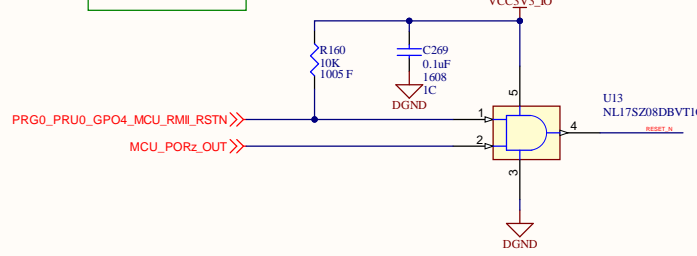 VCC3V3_IO
R160
10K
1005 F
C269
0.1uF
1608
1C
DGND
5
U13
NL17SZ08DBVT1
PRG0_PRU0_GPO4_MCU_RMII_RSTN
1
4
RESET_N
MCU_PORz_OUT
2
3
DGND